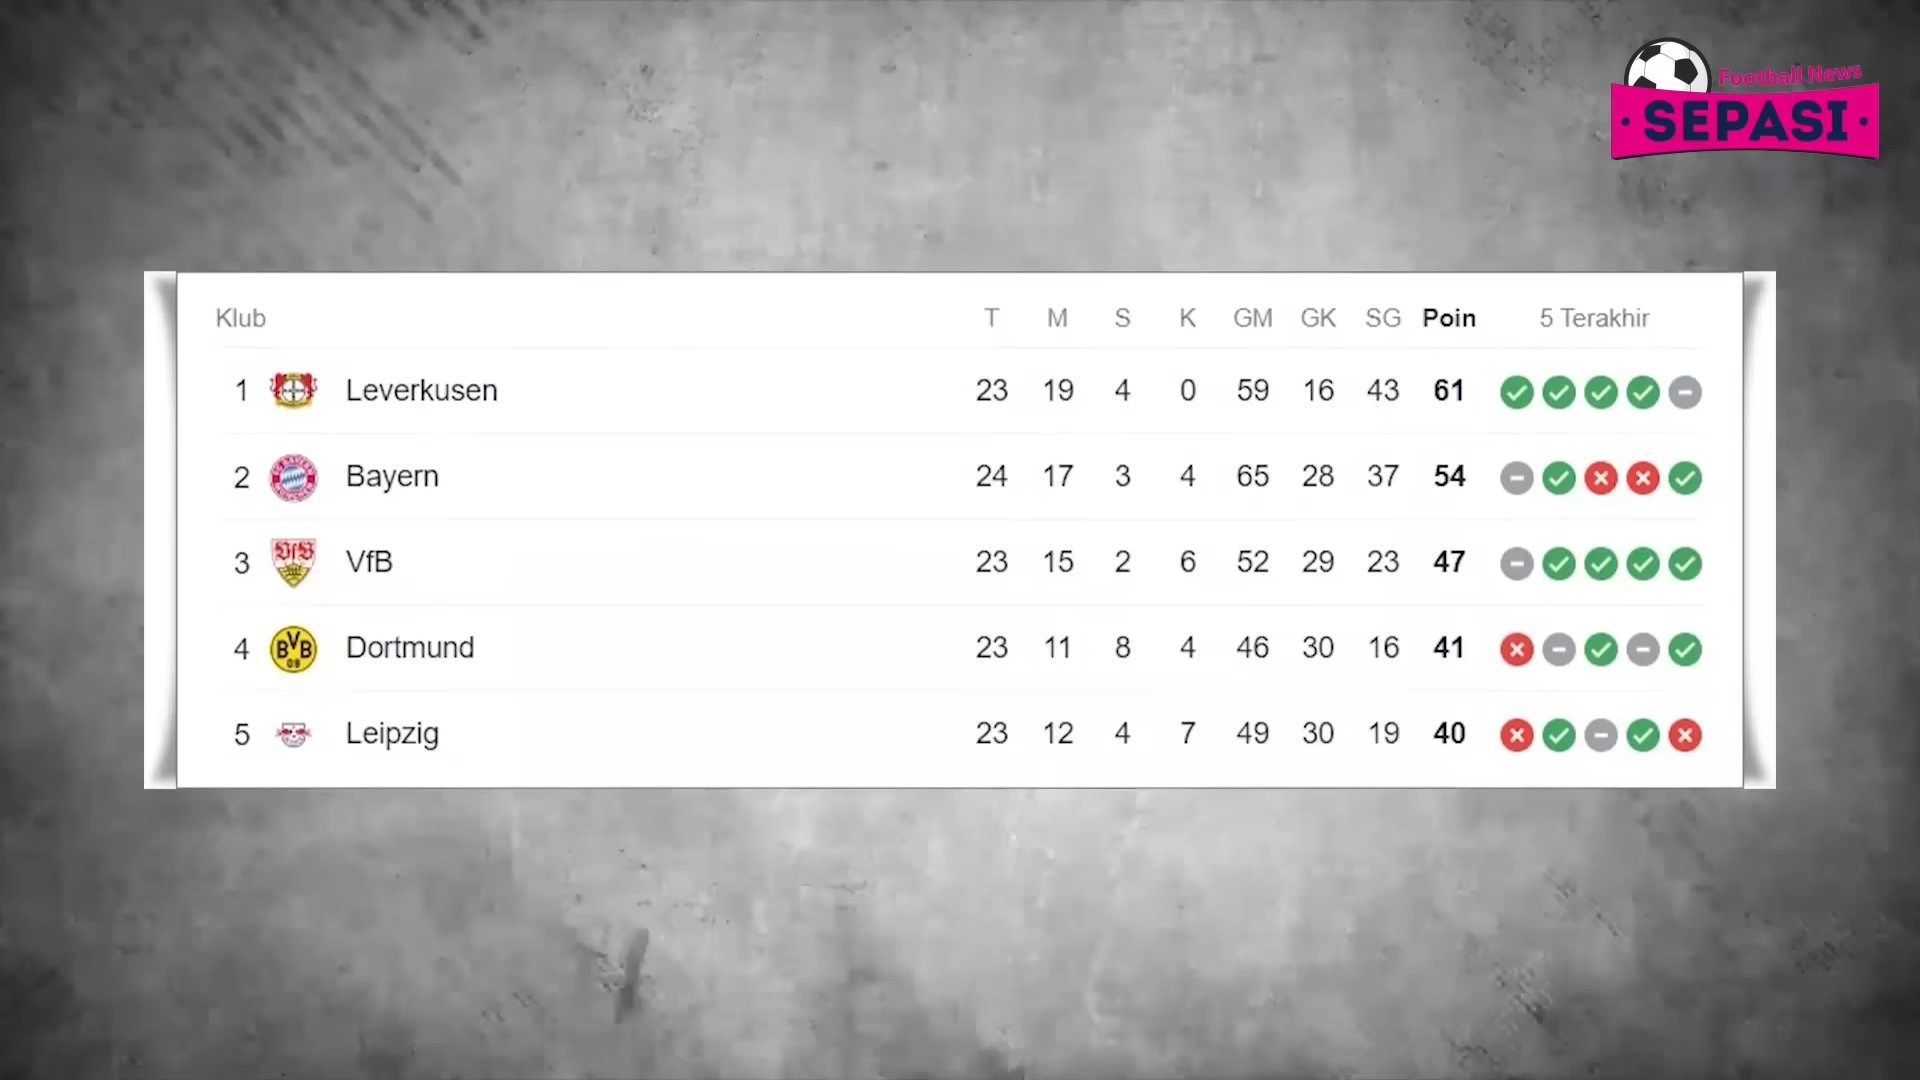 Football News
· SEPASI ·
Klub T M S K GM GK SG Poin 5 Terakhir
1 Leverkusen 23 19 4 0 59 16 43 61
2 Bayern 24 17 3 4 65 28 37 54
3 VfB 23 15 2 6 52 29 23 47
4 BVB 09 Dortmund 23 11 8 4 46 30 16 41
5 Leipzig 23 12 4 7 49 30 19 40